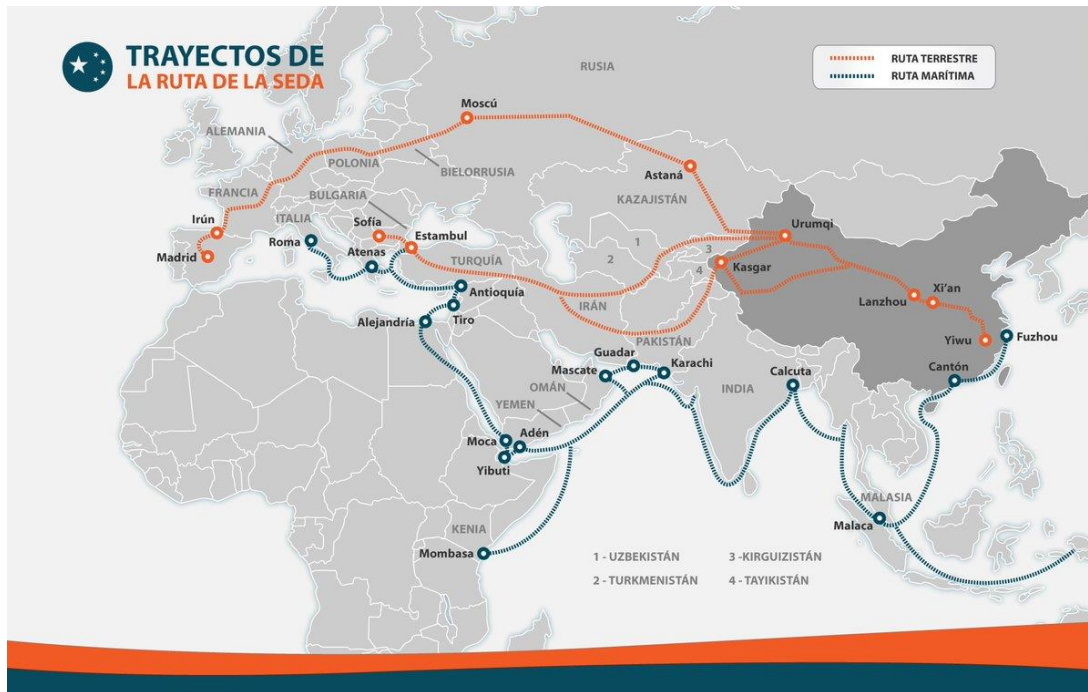 TRAYECTOS DE
LA RUTA DE LA SEDA
RUTA TERRESTRE
RUTA MARÍTIMA
RUSIA
Moscú
ALEMANIA
POLONIA
BIELORRUSIA
Astaná
KAZAJISTÁN
FRANCIA
BULGARIA
Irún
ITALIA
Sofía
Estambul
Urumqi
Roma
Atenas
Madrid
TURQUÍA
1
2
3
4
Kasgar
Antioquía
IRÁN
Xi'an
Lanzhou
Alejandría
Tiro
PAKISTÁN
Yiwu
Fuzhou
Guadar
Mascate
Karachi
Calcuta
Cantón
OMÁN
INDIA
YEMEN
Moca
Adén
Yibuti
MALASIA
Malaca
KENIA
Mombasa
1 - UZBEKISTÁN
3 -KIRGUIZISTÁN
2 - TURKMENISTÁN
4 - TAYIKISTÁN